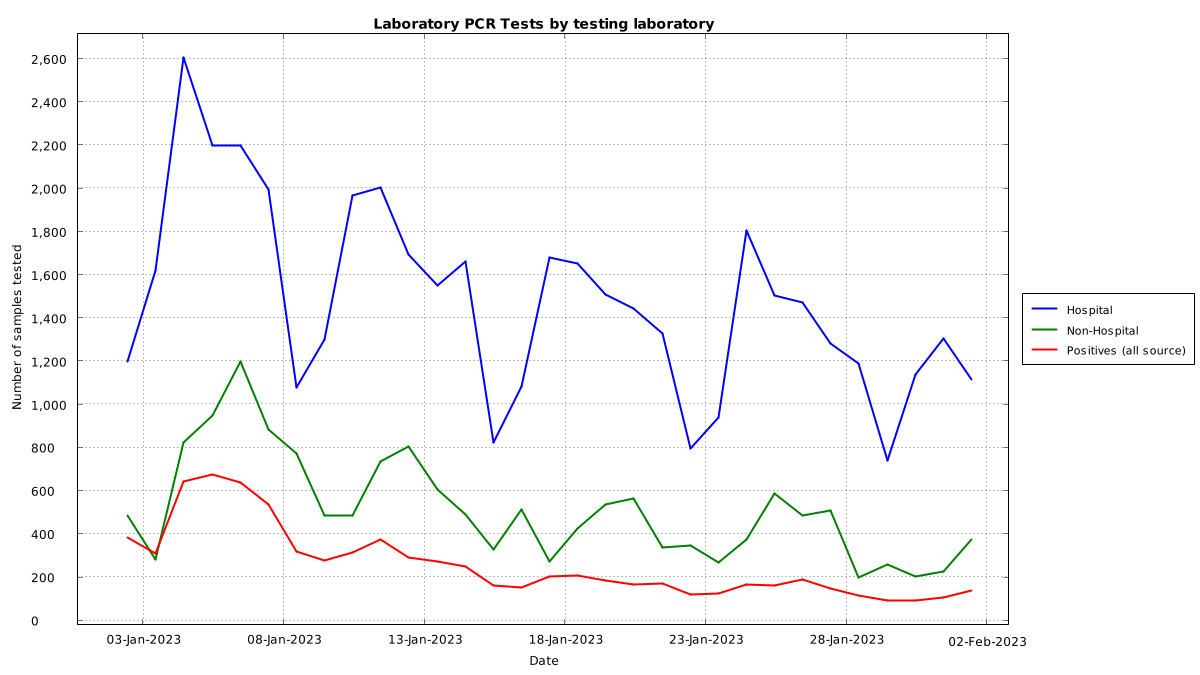 Laboratory PCR Tests by testing laboratory
2,600
2,400
2,200
2,000
1,800
1,600
1,400
1,200
1,000
800
600
400
200
0
Number of samples tested
03-Jan-2023 08-Jan-2023 13-Jan-2023 18-Jan-2023 23-Jan-2023 28-Jan-2023 02-Feb-2023
Date
Hospital
Non-Hospital
Positives (all source)